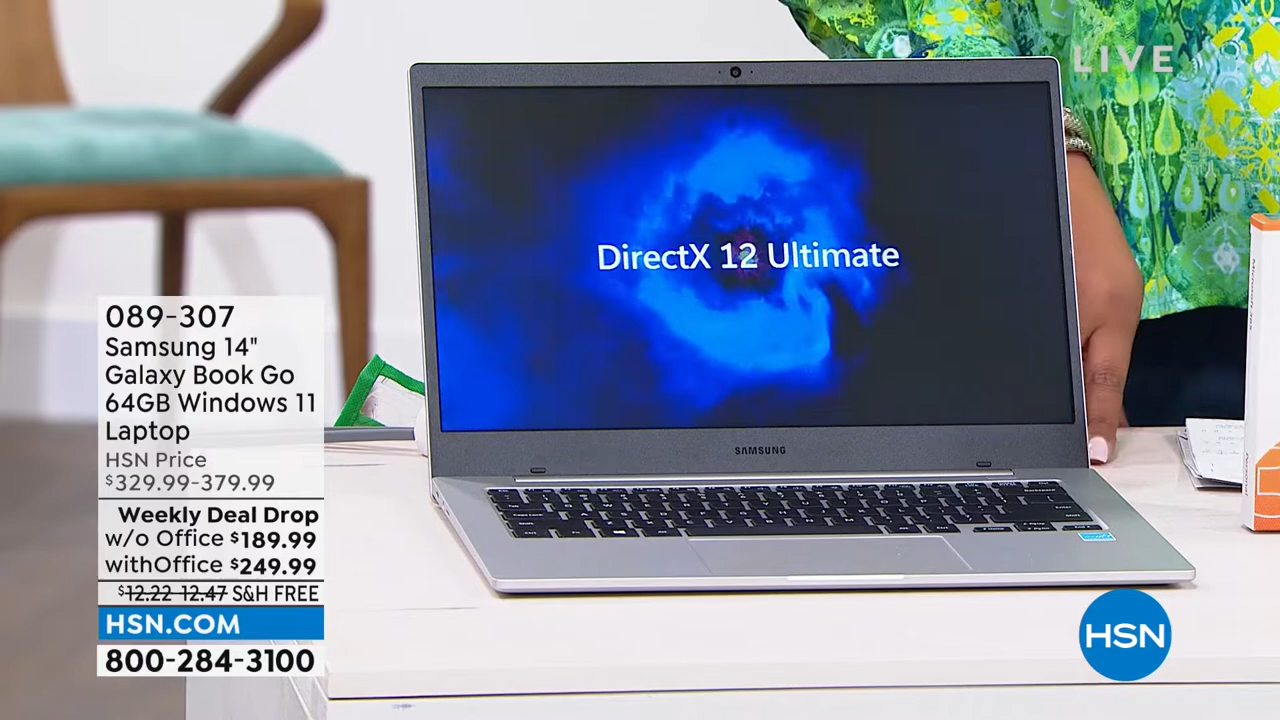 LIVE
DirectX 12 Ultimate
SAMSUNG
089-307
Samsung 14"
Galaxy Book Go
64GB Windows 11
Laptop
HSN Price
$329.99-379.99
Weekly Deal Drop
w/o Office $189.99
withOffice $249.99
$12.22-12.47 S&H FREE
HSN.COM
800-284-3100
HSN